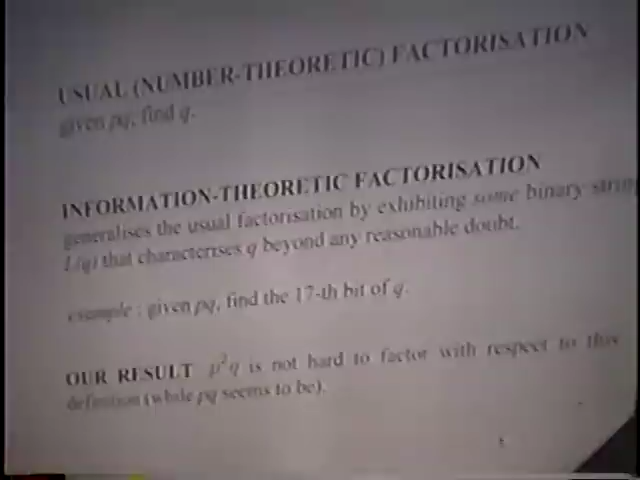 USUAL (NUMBER-THEORETIC) FACTORISATION
given pq, find q.
INFORMATION-THEORETIC FACTORISATION
generalises the usual factorisation by exhibiting some binary string
L(q) that characterises q beyond any reasonable doubt.
example : given pq, find the 17-th bit of q.
OUR RESULT p²q is not hard to factor with respect to this
definition (while pq seems to be).